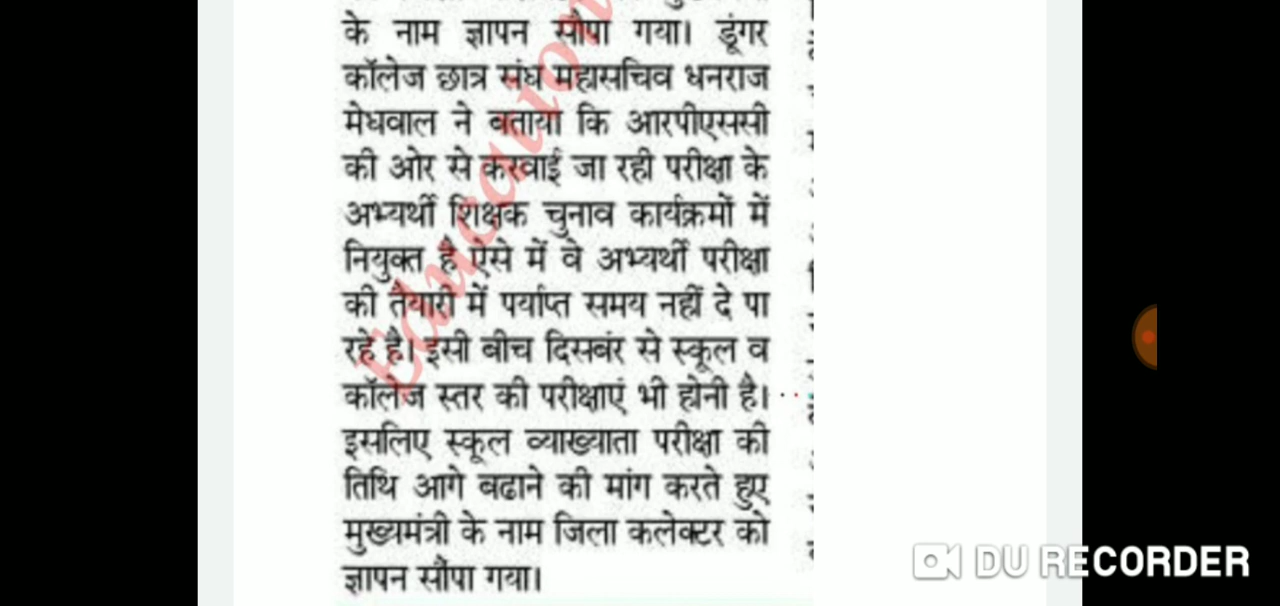 के नाम ज्ञापन सौंपा गया। डूंगर
कॉलेज छात्र संघ महासचिव धनराज
मेघवाल ने बताया कि आरपीएससी
की ओर से करवाई जा रही परीक्षा के
अभ्यर्थी शिक्षक चुनाव कार्यक्रमों में
नियुक्त है ऐसे में वे अभ्यर्थी परीक्षा
की तैयारी में पर्याप्त समय नहीं दे पा
रहे है। इसी बीच दिसबंर से स्कूल व
कॉलेज स्तर की परीक्षाएं भी होनी है।
इसलिए स्कूल व्याख्याता परीक्षा की
तिथि आगे बढाने की मांग करते हुए
मुख्यमंत्री के नाम जिला कलेक्टर को
ज्ञापन सौंपा गया।
Education
DU RECORDER